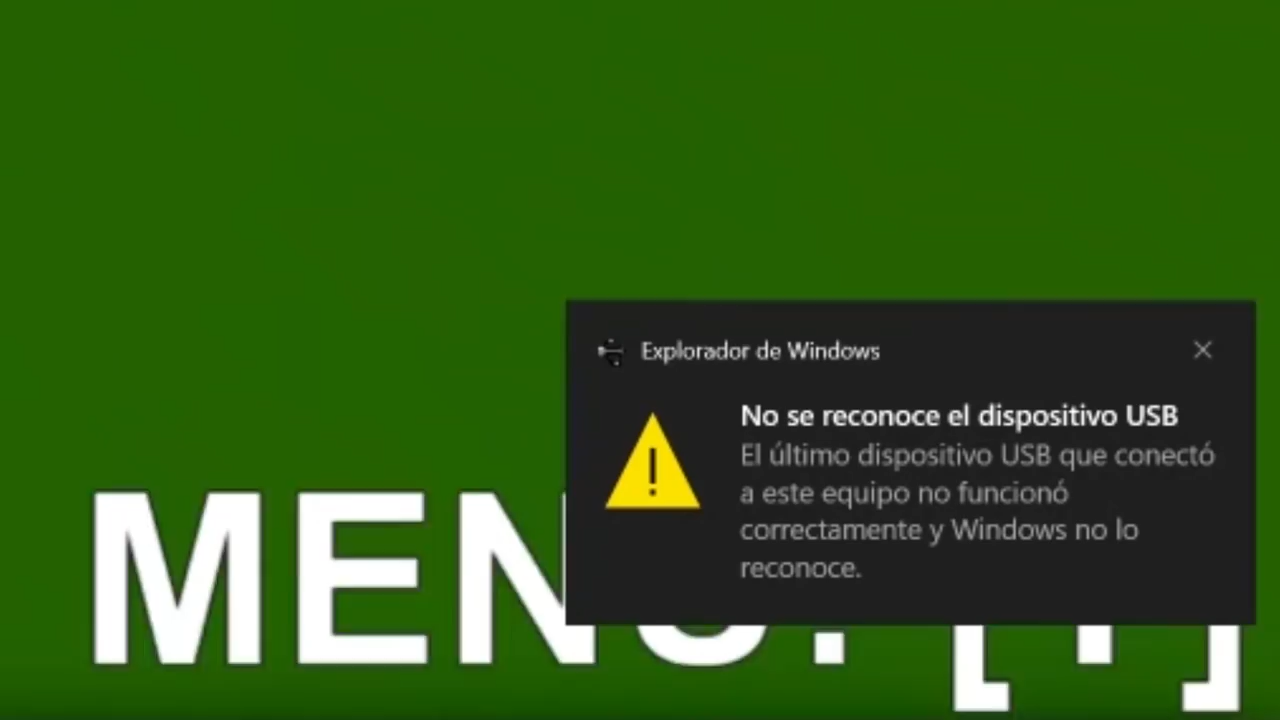 Explorador de Windows
No se reconoce el dispositivo USB
El último dispositivo USB que conectó
a este equipo no funcionó
correctamente y Windows no lo
reconoce.